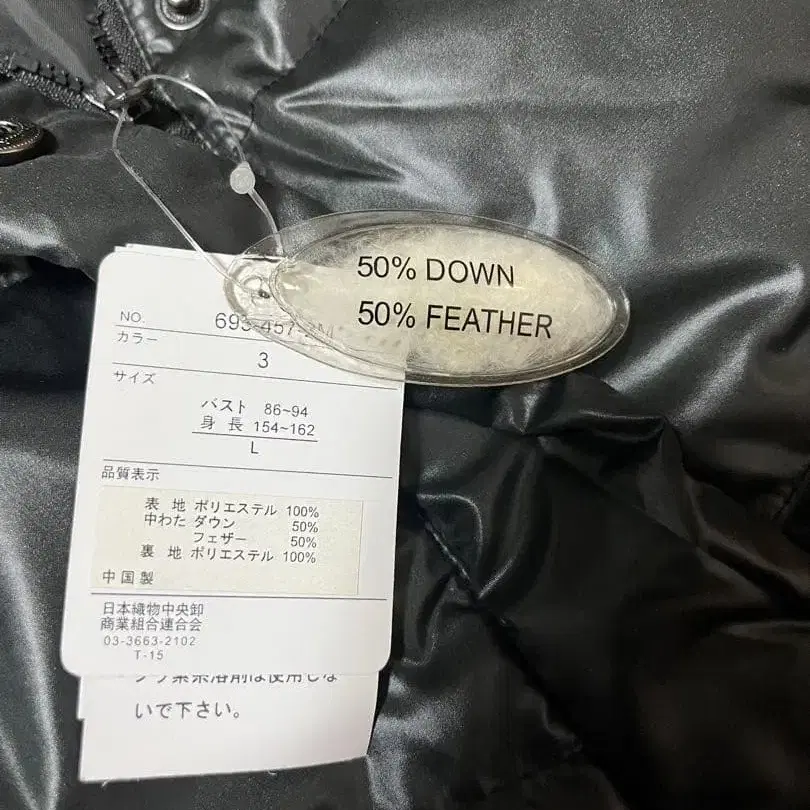 50% DOWN
50% FEATHER
NO.
カラー
3
サイズ
バスト 86~94
身 長 154~162
L
品質表示
表 地 ポリエステル 100%
中わた ダウン 50%
フェザー 50%
裏 地 ポリエステル 100%
中国製
日本織物中央卸
商業組合連合会
03-3663-2102
T-15
いで下さい。